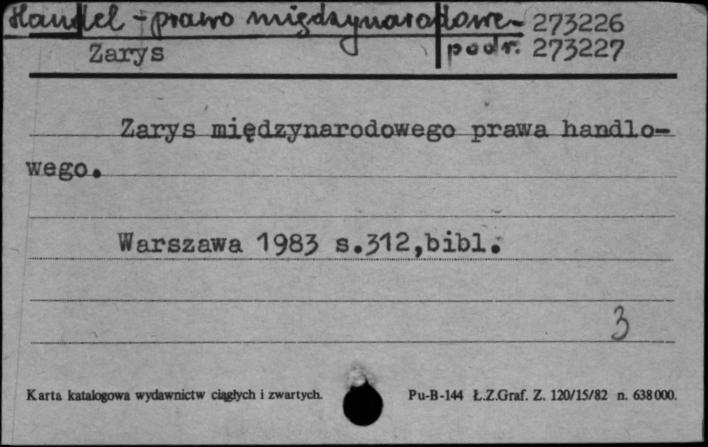 Handel - prawo międzynarodowe - 273226
Zarys podr. 273227
Zarys międzynarodowego prawa handlo-
wego.
Warszawa 1983 s.312,bibl.
3
Karta katalogowa wydawnictw ciągłych i zwartych. Pu-B-144 Ł.Z.Graf. Z. 120/15/82 n. 638000.